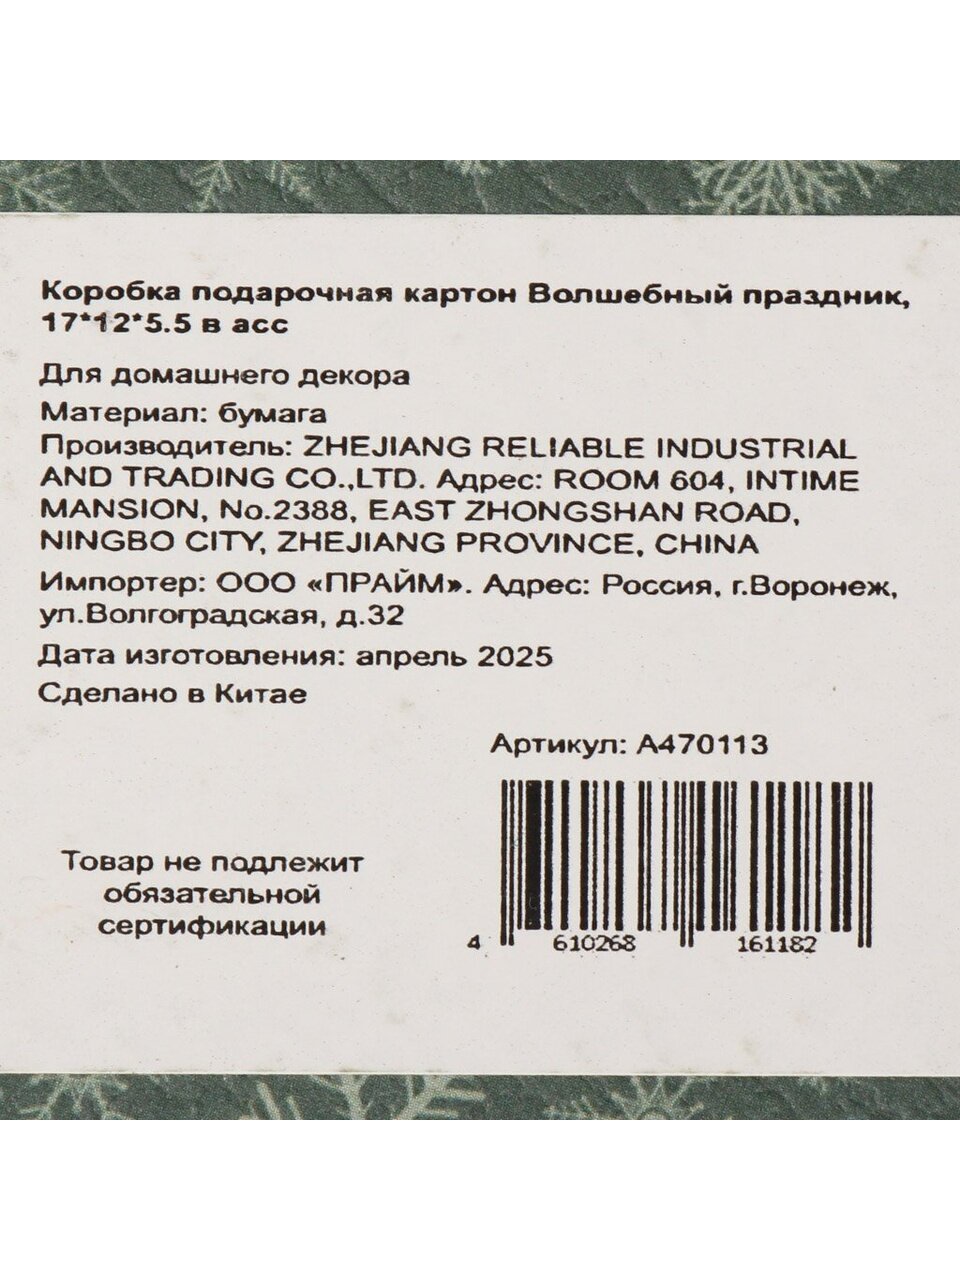 Коробка подарочная картон Волшебный праздник,
17*12*5.5 в асс
Для домашнего декора
Материал: бумага
Производитель: ZHEJIANG RELIABLE INDUSTRIAL
AND TRADING CO.,LTD. Адрес: ROOM 604, INTIME
MANSION, No.2388, EAST ZHONGSHAN ROAD,
NINGBO CITY, ZHEJIANG PROVINCE, CHINA
Импортер: ООО «ПРАЙМ». Адрес: Россия, г.Воронеж,
ул.Волгоградская, д.32
Дата изготовления: апрель 2025
Сделано в Китае
Артикул: А470113
Товар не подлежит
обязательной
сертификации
4 610268 161182